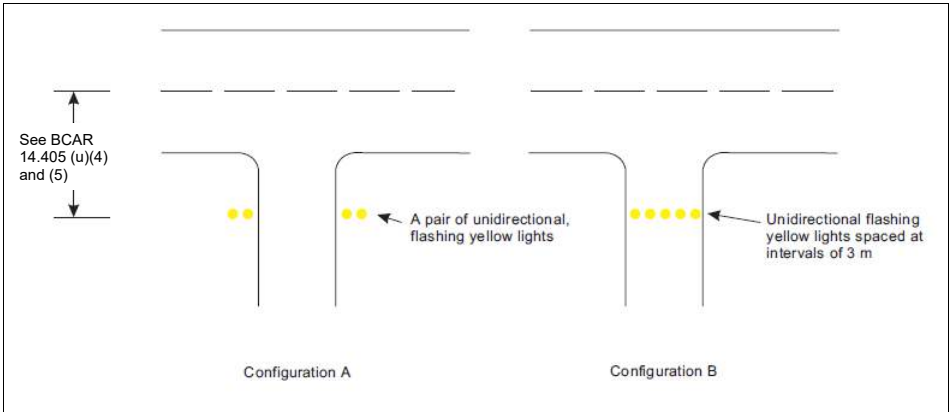 See BCAR
14.405 (u)(4)
and (5)
A pair of unidirectional,
flashing yellow lights
Unidirectional flashing
yellow lights spaced at
intervals of 3 m
Configuration A
Configuration B